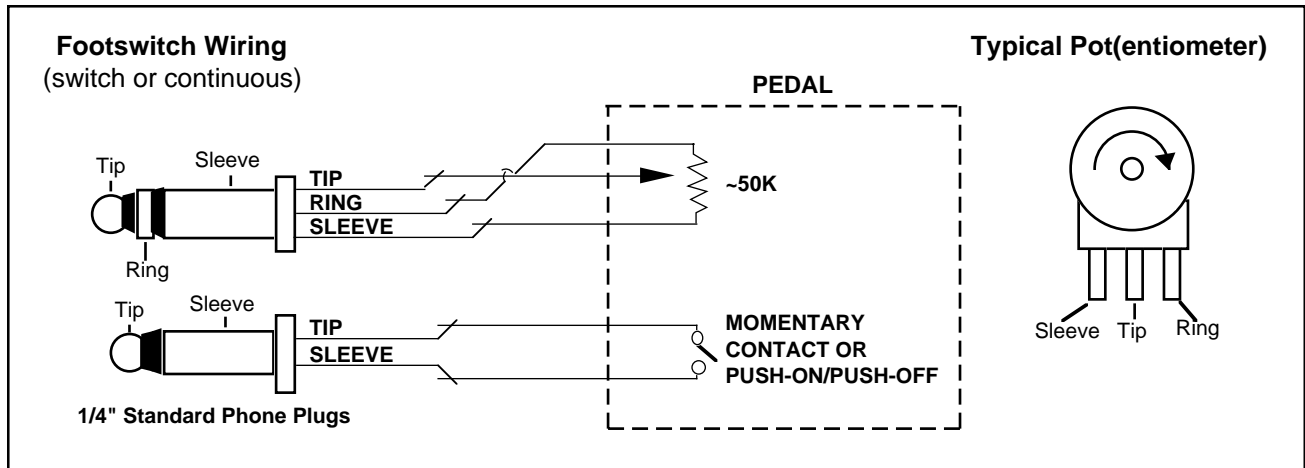 Footswitch Wiring
(switch or continuous)
Typical Pot(entiometer)
PEDAL
Tip
Sleeve
TIP
RING
SLEEVE
Ring
~50K
Tip
Sleeve
TIP
SLEEVE
MOMENTARY
CONTACT OR
PUSH-ON/PUSH-OFF
1/4" Standard Phone Plugs
Sleeve Tip Ring